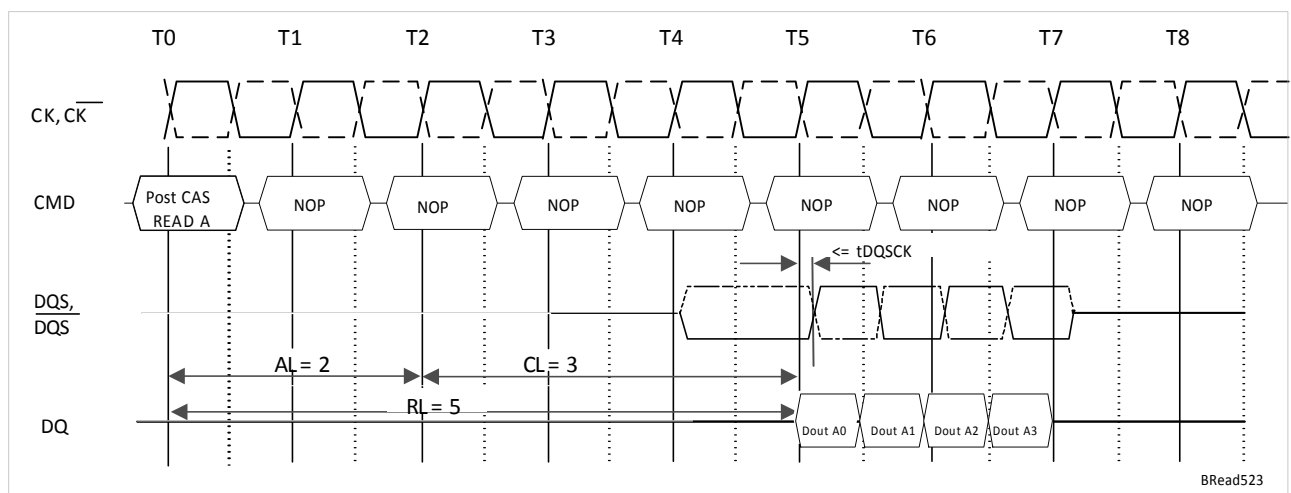 T0 T1 T2 T3 T4 T5 T6 T7 T8
CK, CK
CMD
Post CAS
READ A
NOP NOP NOP NOP NOP NOP NOP NOP
<= tDQSCK
DQS,
DQS
AL = 2 CL = 3
RL = 5
DQ
Dout A0 Dout A1 Dout A2 Dout A3
BRead523